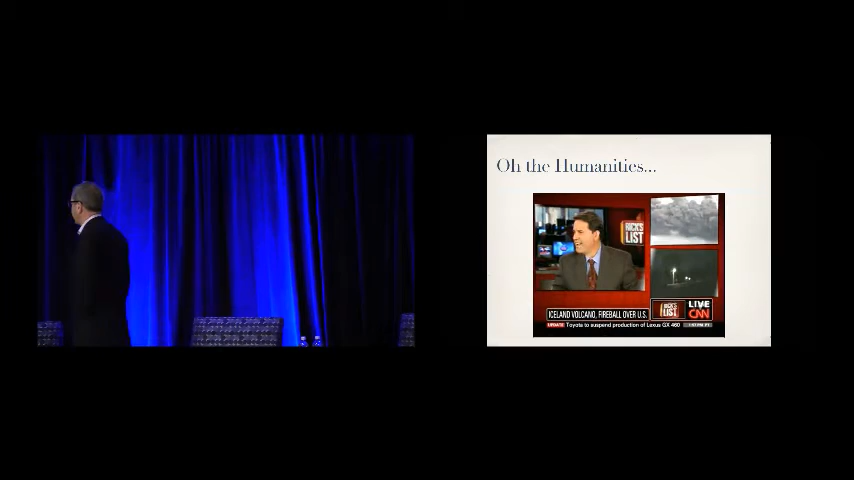 Oh the Humanities...
RICK'S
LIST
ICELAND VOLCANO, FIREBALL OVER U.S.
RICK'S
LIST
LIVE
CNN
UPDATE Toyota to suspend production of Lexus GX 460